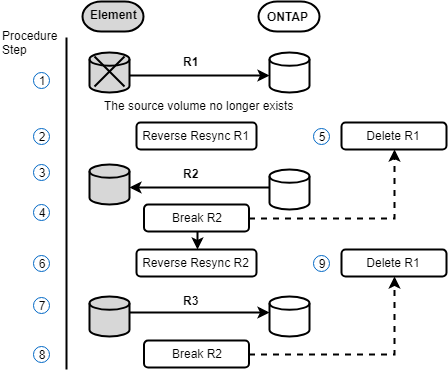 Element
ONTAP
Procedure
Step
R1
1
The source volume no longer exists
2
Reverse Resync R1
5
Delete R1
3
R2
4
Break R2
6
Reverse Resync R2
9
Delete R1
7
R3
8
Break R2